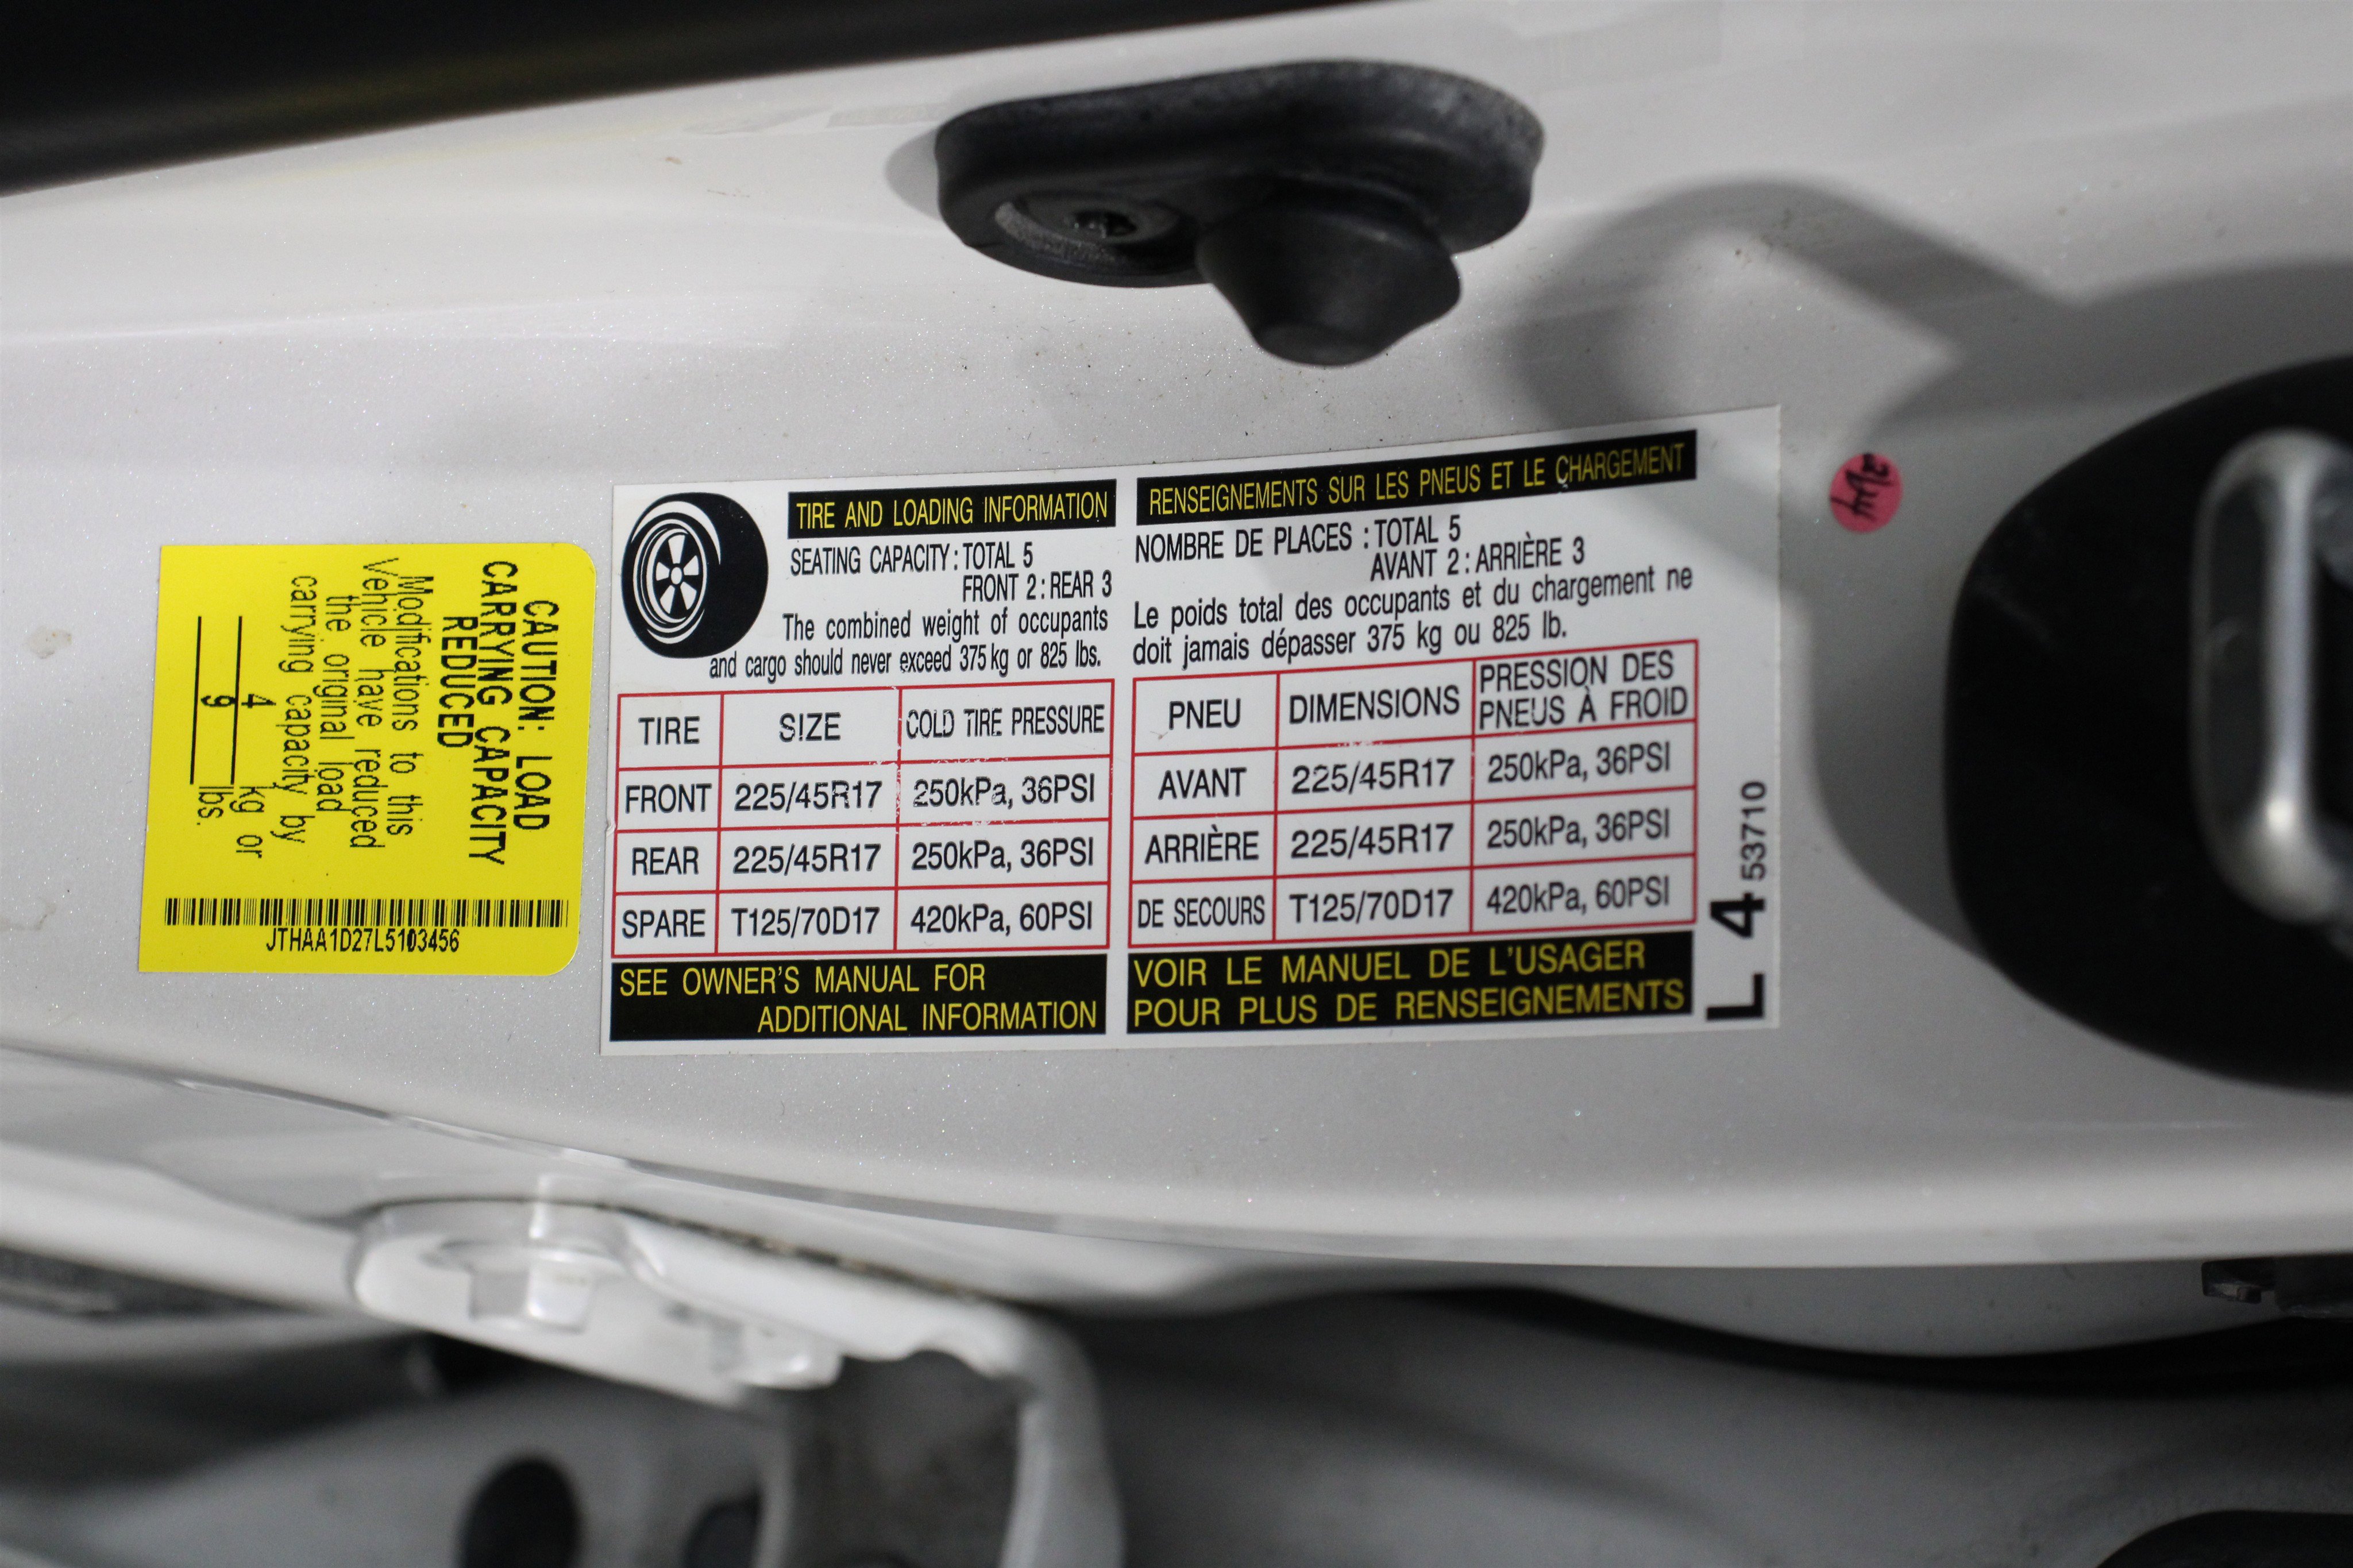 CAUTION: LOAD
CARRYING CAPACITY
REDUCED
Modifications to this
Vehicle have reduced
the original load
carrying capacity by
4 kg or
9 lbs.
JTHAA1D27L5103456
TIRE AND LOADING INFORMATION
SEATING CAPACITY : TOTAL 5
FRONT 2 : REAR 3
The combined weight of occupants
and cargo should never exceed 375 kg or 825 lbs.
TIRE SIZE COLD TIRE PRESSURE
FRONT 225/45R17 250kPa, 36PSI
REAR 225/45R17 250kPa, 36PSI
SPARE T125/70D17 420kPa, 60PSI
SEE OWNER'S MANUAL FOR
ADDITIONAL INFORMATION
RENSEIGNEMENTS SUR LES PNEUS ET LE CHARGEMENT
NOMBRE DE PLACES : TOTAL 5
AVANT 2 : ARRIÈRE 3
Le poids total des occupants et du chargement ne
doit jamais dépasser 375 kg ou 825 lb.
PNEU DIMENSIONS PRESSION DES
PNEUS À FROID
AVANT 225/45R17 250kPa, 36PSI
ARRIÈRE 225/45R17 250kPa, 36PSI
DE SECOURS T125/70D17 420kPa, 60PSI
VOIR LE MANUEL DE L'USAGER
POUR PLUS DE RENSEIGNEMENTS
L 4 53710